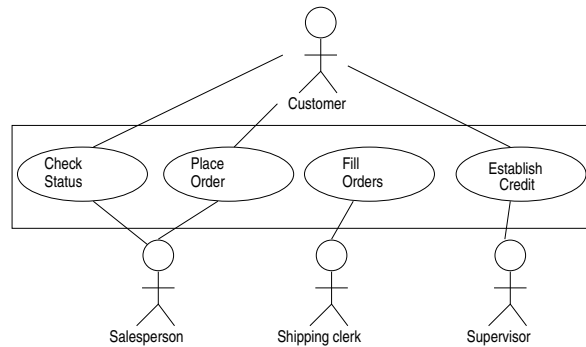 Customer
Check
Status
Place
Order
Fill
Orders
Establish
Credit
Salesperson
Shipping clerk
Supervisor